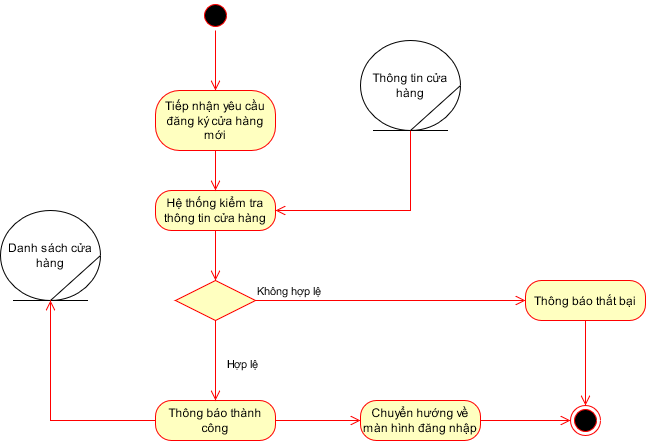 Thông tin cửa
hàng
Tiếp nhận yêu cầu
đăng ký cửa hàng
mới
Hệ thống kiểm tra
thông tin cửa hàng
Danh sách cửa
hàng
Không hợp lệ
Thông báo thất bại
Hợp lệ
Thông báo thành
công
Chuyển hướng về
màn hình đăng nhập